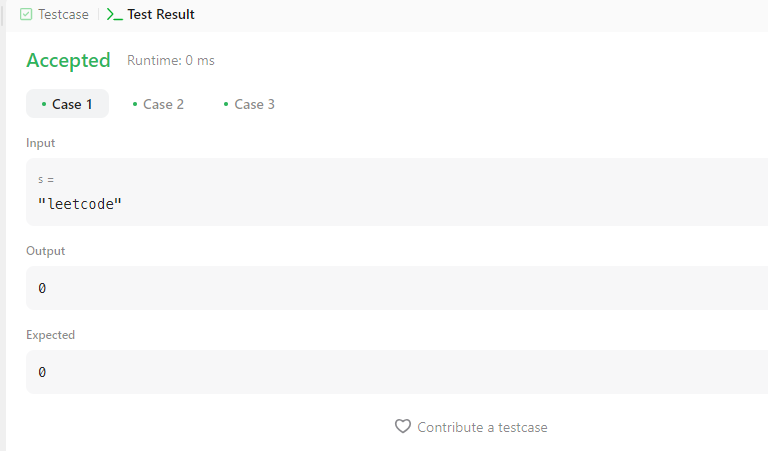 Testcase Test Result
Accepted Runtime: 0 ms
Case 1 Case 2 Case 3
Input
s =
"leetcode"
Output
0
Expected
0
Contribute a testcase